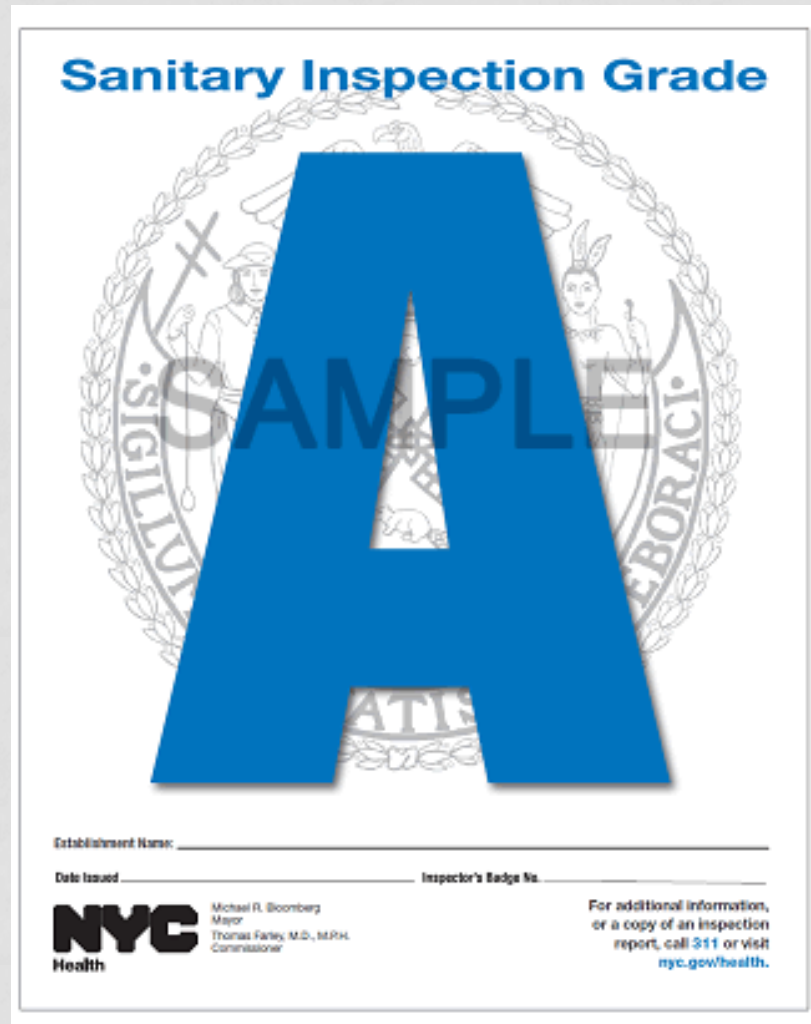 Sanitary Inspection Grade
A
SAMPLE
·SIGILLUM
EBORACI·
ATIS
Establishment Name:
Date Issued
Inspector's Badge No.
NYC
Health
Michael R. Bloomberg
Mayor
Thomas Farley, M.D., M.P.H.
Commissioner
For additional information,
or a copy of an inspection
report, call 311 or visit
nyc.gov/health.